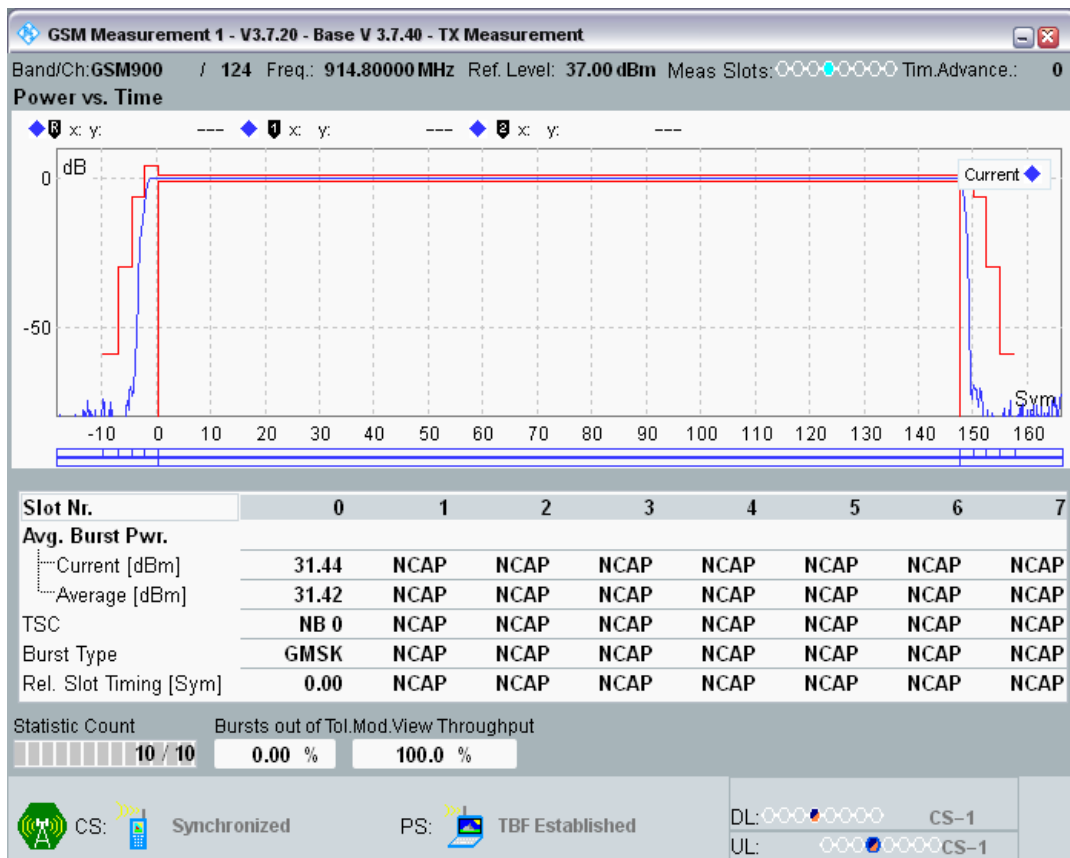 GSM Measurement 1 - V3.7.20 - Base V 3.7.40 - TX Measurement
Band/Ch:GSM900 / 124 Freq.: 914.80000 MHz Ref. Level: 37.00 dBm Meas Slots: Tim.Advance.: 0
Power vs. Time
R x: y: --- 1 x: y: --- 2 x: y: ---
dB
Current
0
-50
Sym
-10 0 10 20 30 40 50 60 70 80 90 100 110 120 130 140 150 160
Slot Nr. 0 1 2 3 4 5 6 7
Avg. Burst Pwr.
Current [dBm] 31.44 NCAP NCAP NCAP NCAP NCAP NCAP NCAP
Average [dBm] 31.42 NCAP NCAP NCAP NCAP NCAP NCAP NCAP
TSC NB 0 NCAP NCAP NCAP NCAP NCAP NCAP NCAP
Burst Type GMSK NCAP NCAP NCAP NCAP NCAP NCAP NCAP
Rel. Slot Timing [Sym] 0.00 NCAP NCAP NCAP NCAP NCAP NCAP NCAP
Statistic Count Bursts out of Tol.Mod.View Throughput
10 / 10 0.00 % 100.0 %
CS: Synchronized PS: TBF Established DL: CS-1
UL: CS-1